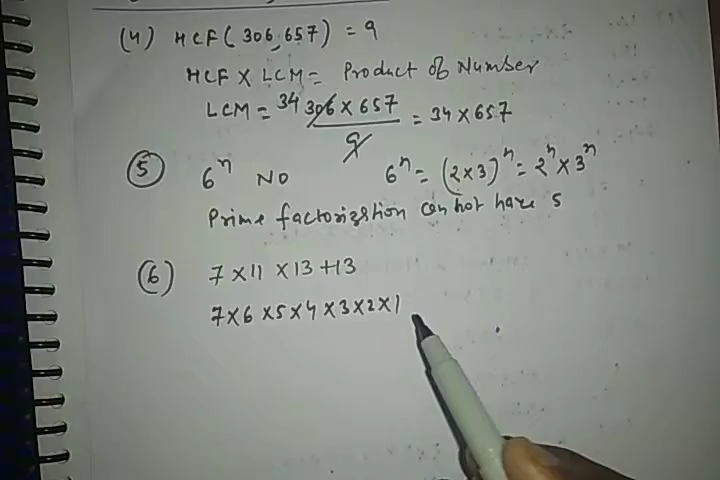 (4) HCF(306,657) = 9
HCF X LCM = Product of Number
LCM = 34 306 × 657 / 9 = 34 × 657
(5) 6ⁿ NO 6ⁿ = (2×3)ⁿ = 2ⁿ × 3ⁿ
Prime factorization can not have 5
(6) 7 × 11 × 13 + 13
7 × 6 × 5 × 4 × 3 × 2 × 1